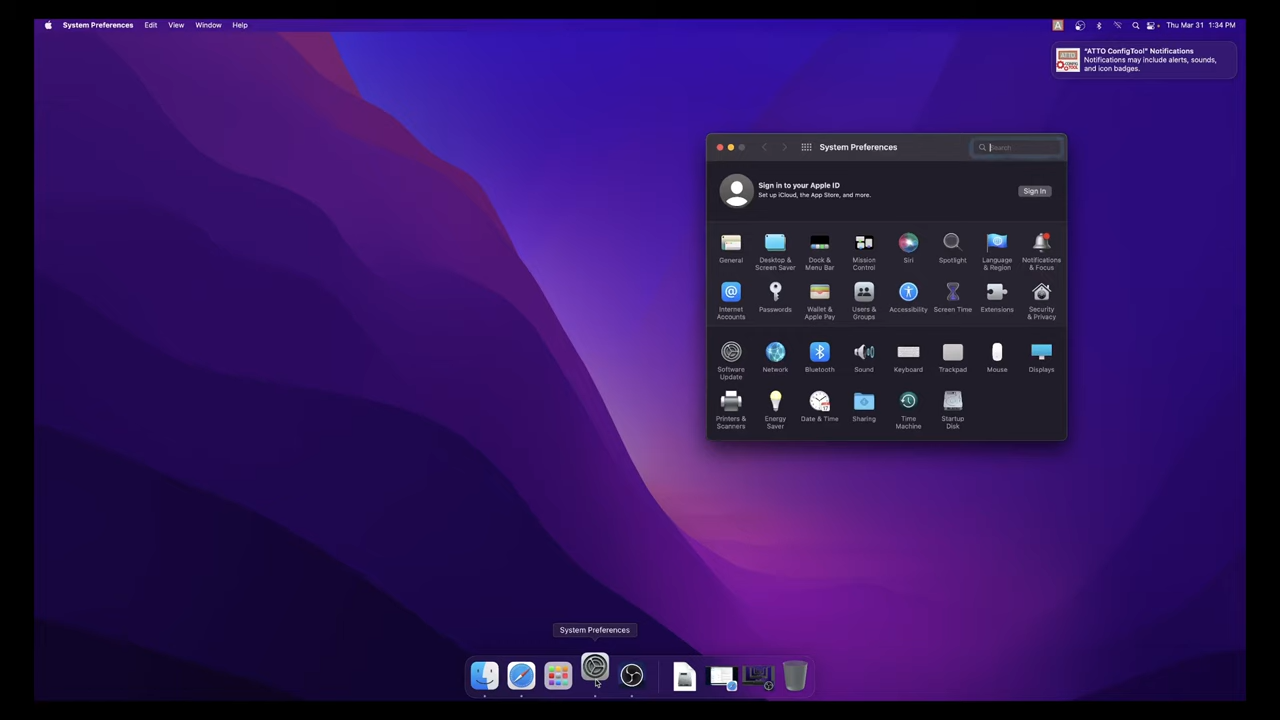 System Preferences Edit View Window Help
A
Thu Mar 31 1:34 PM
"ATTO ConfigTool" Notifications
Notifications may include alerts, sounds,
and icon badges.
ATTO
CONFIG
TOOL
System Preferences
Search
Sign in to your Apple ID
Set up iCloud, the App Store, and more.
Sign In
General
Desktop &
Screen Saver
Dock &
Menu Bar
Mission
Control
Siri
Spotlight
Language
& Region
Notifications
& Focus
Internet
Accounts
Passwords
Wallet &
Apple Pay
Users &
Groups
Accessibility
Screen Time
Extensions
Security
& Privacy
Software
Update
Network
Bluetooth
Sound
Keyboard
Trackpad
Mouse
Displays
Printers &
Scanners
Energy
Saver
Date & Time
Sharing
Time
Machine
Startup
Disk
System Preferences